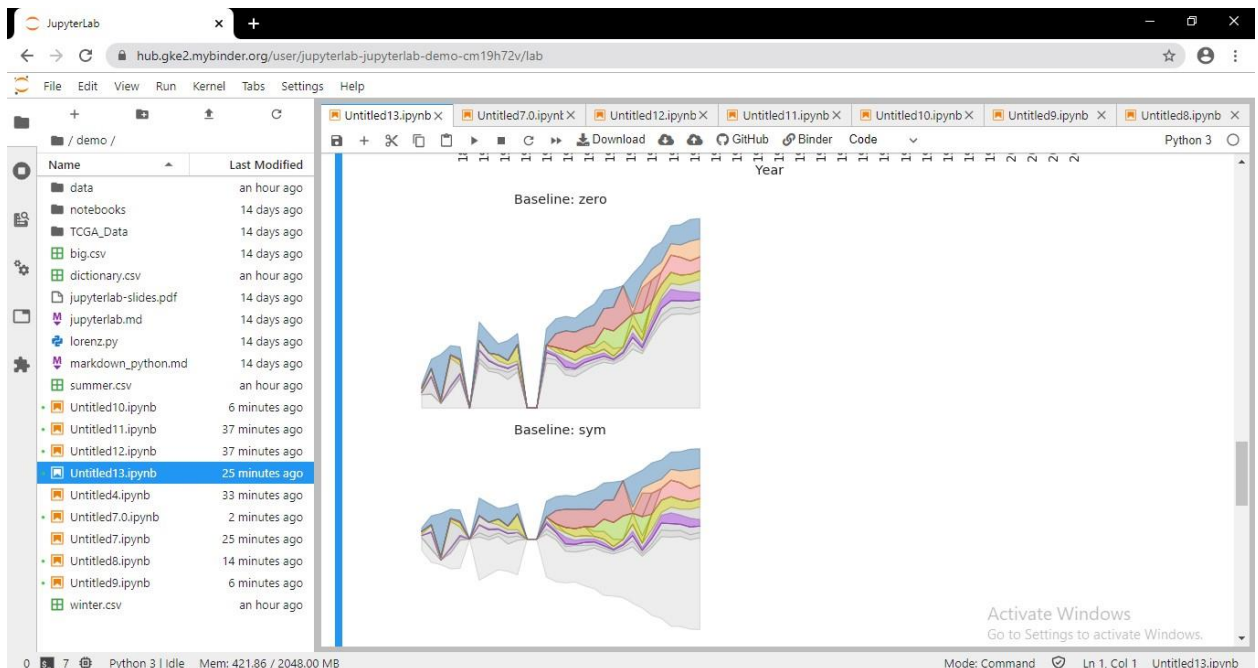 JupyterLab
hub.gke2.mybinder.org/user/jupyterlab-jupyterlab-demo-cm19h72v/lab
File Edit View Run Kernel Tabs Settings Help
Untitled13.ipynb Untitled7.0.ipynb Untitled12.ipynb Untitled11.ipynb Untitled10.ipynb Untitled9.ipynb Untitled8.ipynb
/ demo /
Download GitHub Binder Code Python 3
Name Last Modified
data an hour ago
notebooks 14 days ago
TCGA_Data 14 days ago
big.csv 14 days ago
dictionary.csv an hour ago
jupyterlab-slides.pdf 14 days ago
jupyterlab.md 14 days ago
lorenz.py 14 days ago
markdown_python.md 14 days ago
summer.csv an hour ago
Untitled10.ipynb 6 minutes ago
Untitled11.ipynb 37 minutes ago
Untitled12.ipynb 37 minutes ago
Untitled13.ipynb 25 minutes ago
Untitled4.ipynb 33 minutes ago
Untitled7.0.ipynb 2 minutes ago
Untitled7.ipynb 25 minutes ago
Untitled8.ipynb 14 minutes ago
Untitled9.ipynb 6 minutes ago
winter.csv an hour ago
Year
Baseline: zero
Baseline: sym
Activate Windows
Go to Settings to activate Windows.
0 7 Python 3 | Idle Mem: 421.86 / 2048.00 MB Mode: Command Ln 1, Col 1 Untitled13.ipynb